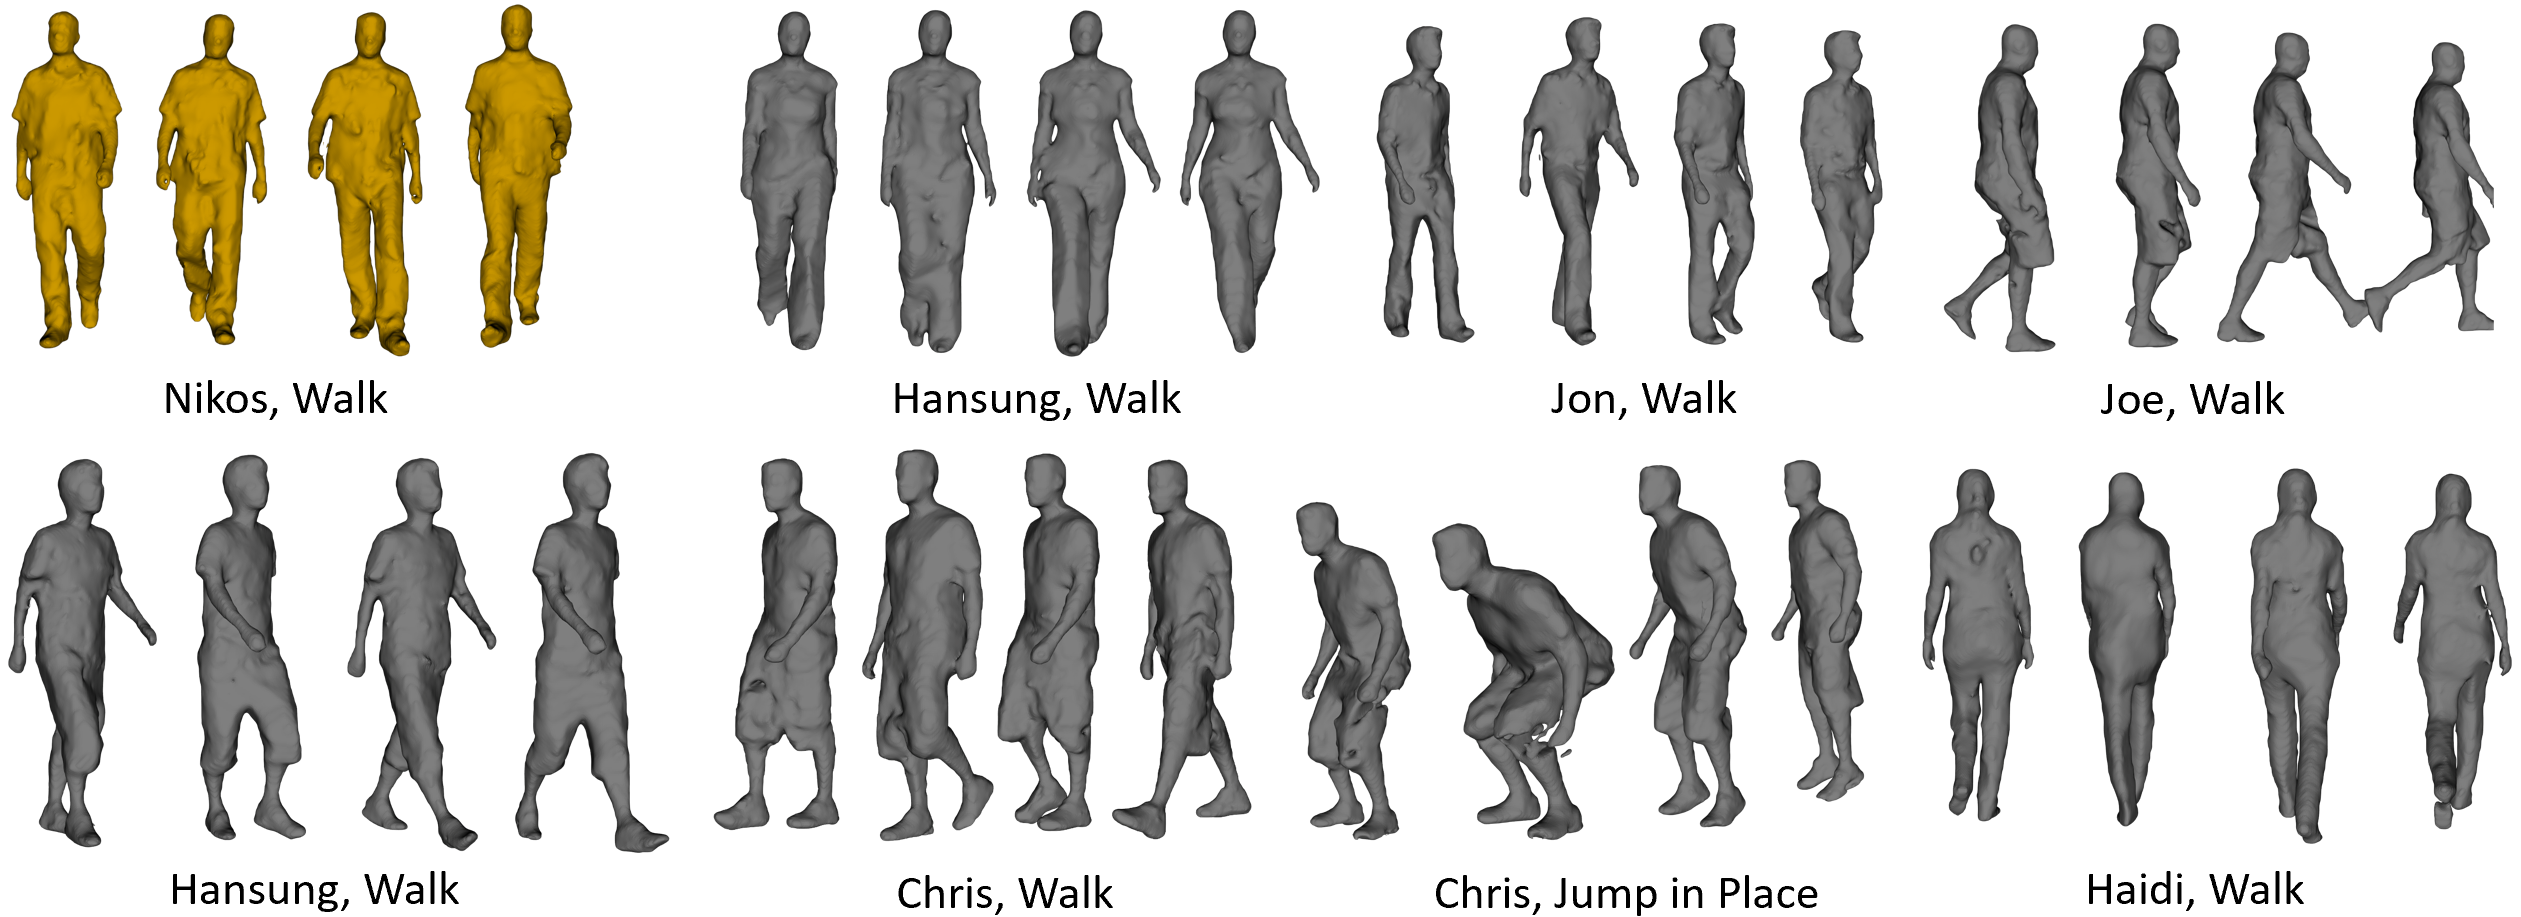 Nikos, Walk
Hansung, Walk
Jon, Walk
Joe, Walk
Hansung, Walk
Chris, Walk
Chris, Jump in Place
Haidi, Walk